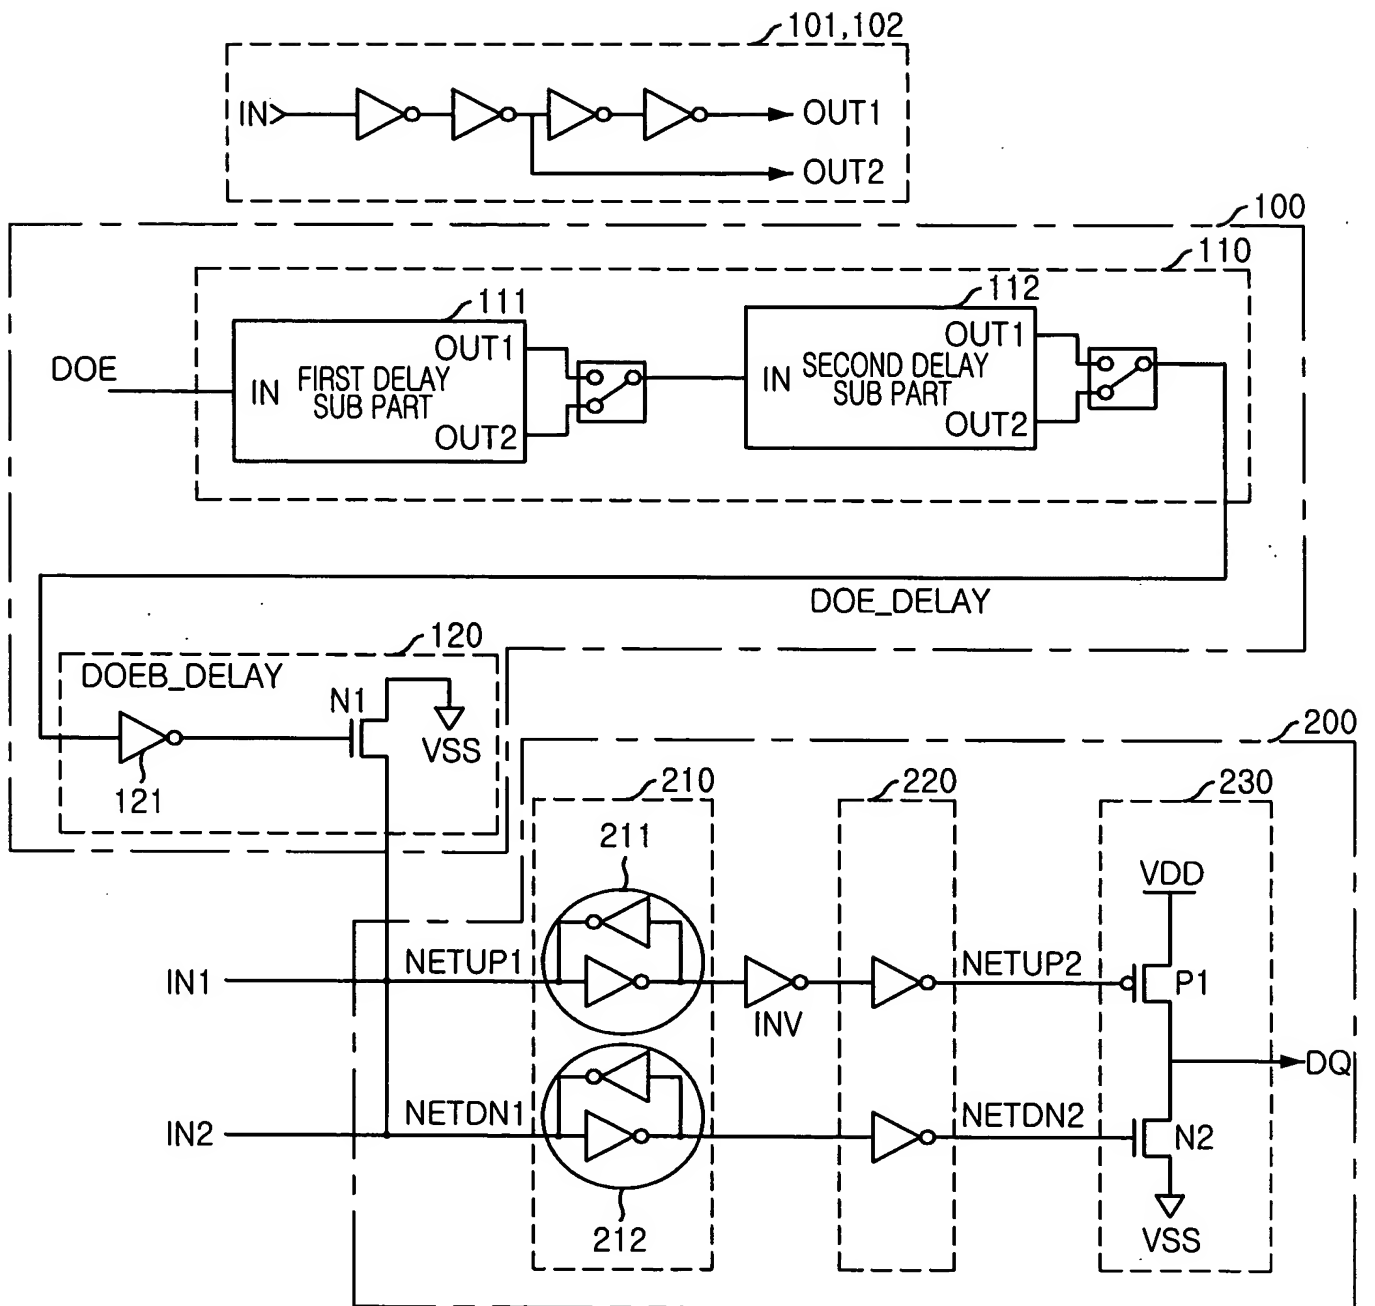 101,102
IN
OUT1
OUT2
100
110
111
112
DOE
IN
FIRST DELAY
SUB PART
OUT1
OUT2
IN
SECOND DELAY
SUB PART
OUT1
OUT2
DOE_DELAY
120
DOEB_DELAY
N1
VSS
121
200
210
220
230
211
VDD
IN1
NETUP1
INV
NETUP2
P1
DQ
IN2
NETDN1
NETDN2
N2
212
VSS